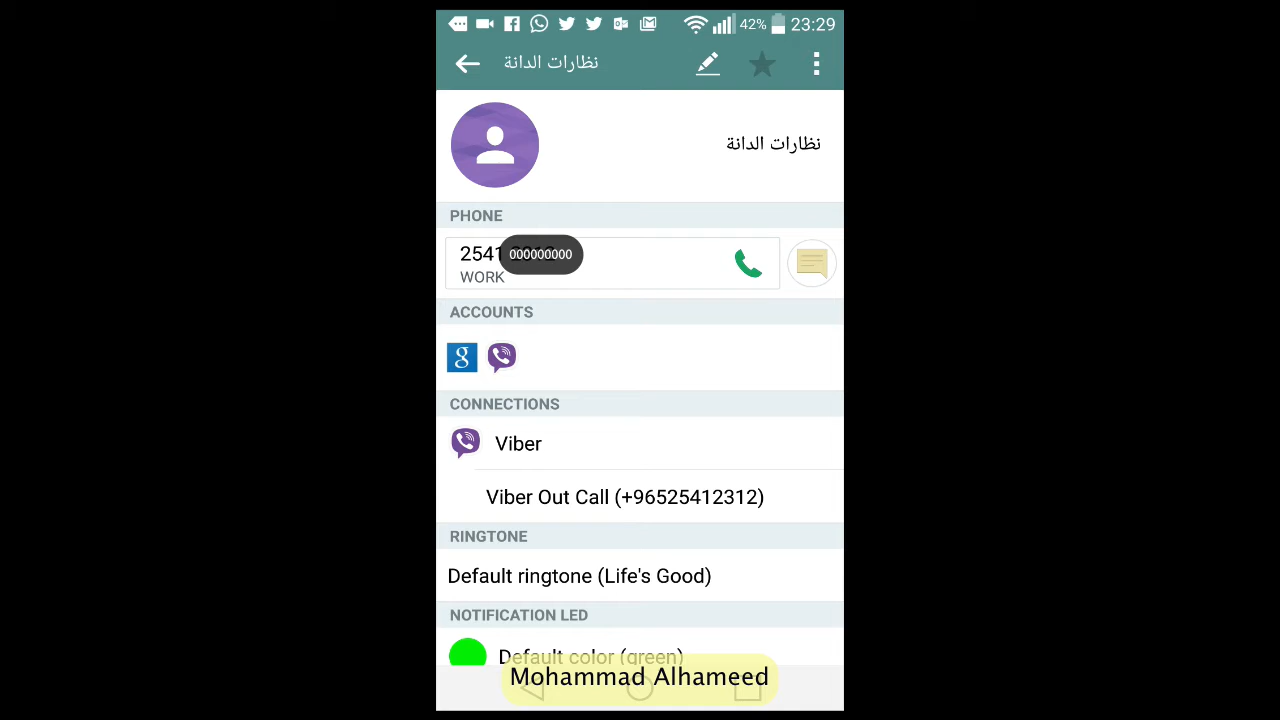 42% 23:29
نظارات الدانة
نظارات الدانة
PHONE
2541
000000000
WORK
ACCOUNTS
g
CONNECTIONS
Viber
Viber Out Call (+96525412312)
RINGTONE
Default ringtone (Life's Good)
NOTIFICATION LED
Default color (green)
Mohammad Alhameed